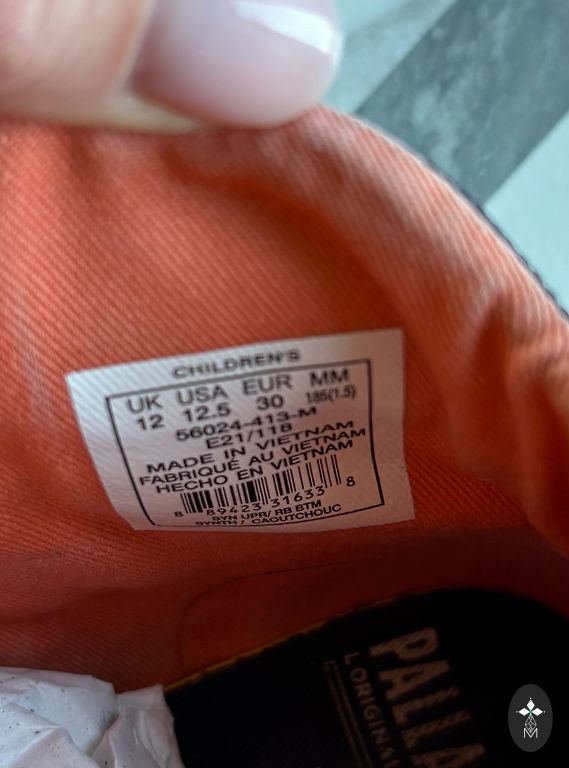 CHILDREN'S
UK USA EUR MM
12 12.5 30 185(1.5)
56024-413-M
E21/118
MADE IN VIETNAM
FABRIQUÉ AU VIETNAM
HECHO EN VIETNAM
8 89423 31633 8
SYN UPR/ RB BTM
SYNTH / CAOUTCHOUC
PALLA
L'ORIGINAL
M